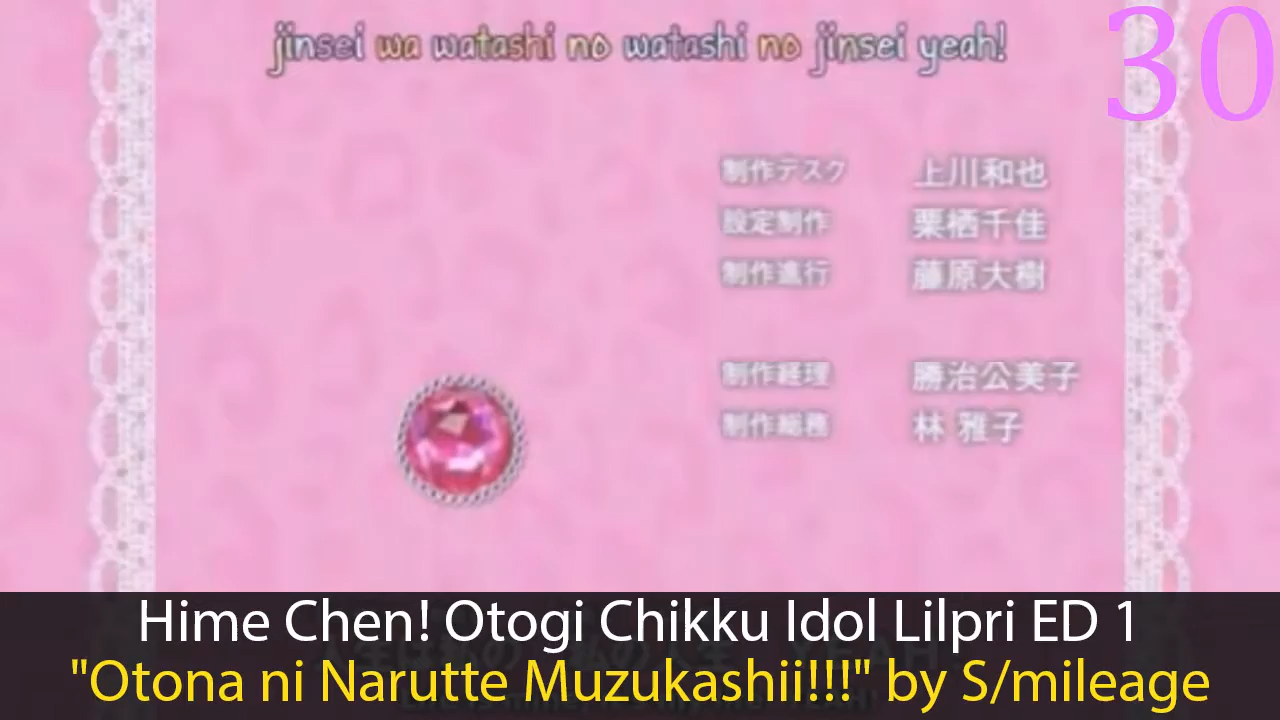 jinsei wa watashi no watashi no jinsei yeah!
30
制作デスク 上川和也
設定制作 栗栖千佳
制作進行 藤原大樹
制作経理 勝治公美子
制作総務 林 雅子
Hime Chen! Otogi Chikku Idol Lilpri ED 1
"Otona ni Narutte Muzukashii!!!" by S/mileage